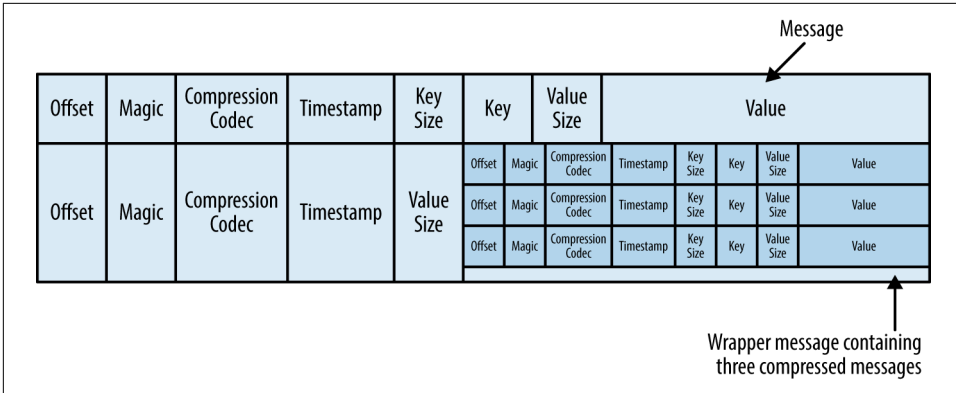 Message
Offset Magic Compression Codec Timestamp Key Size Key Value Size Value
Offset Magic Compression Codec Timestamp Value Size
Offset Magic Compression Codec Timestamp Key Size Key Value Size Value
Offset Magic Compression Codec Timestamp Key Size Key Value Size Value
Offset Magic Compression Codec Timestamp Key Size Key Value Size Value
Wrapper message containing
three compressed messages